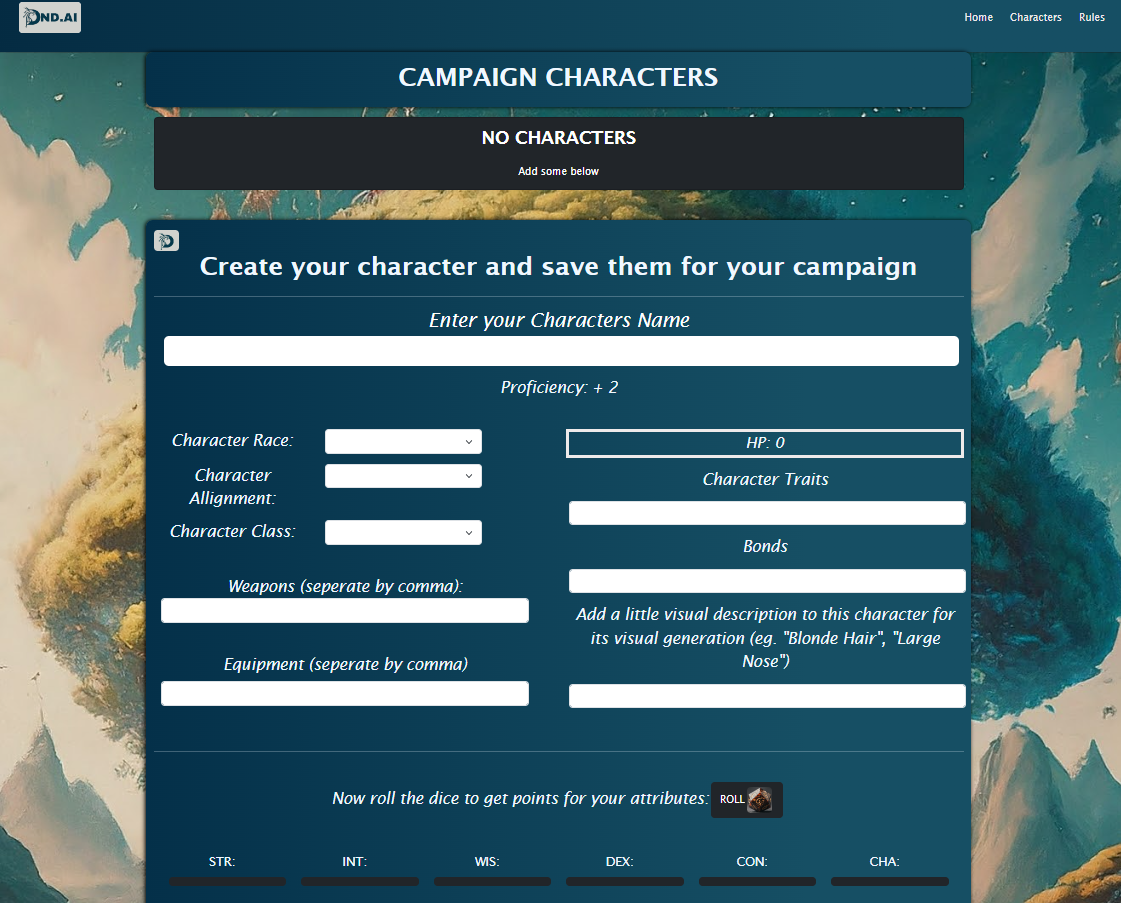 DND.AI
Home Characters Rules
CAMPAIGN CHARACTERS
NO CHARACTERS
Add some below
D
Create your character and save them for your campaign
Enter your Characters Name
Proficiency: + 2
Character Race:
HP: 0
Character
Allignment:
Character Traits
Character Class:
Bonds
Weapons (seperate by comma):
Add a little visual description to this character for
its visual generation (eg. "Blonde Hair", "Large
Nose")
Equipment (seperate by comma)
Now roll the dice to get points for your attributes: ROLL
STR: INT: WIS: DEX: CON: CHA: